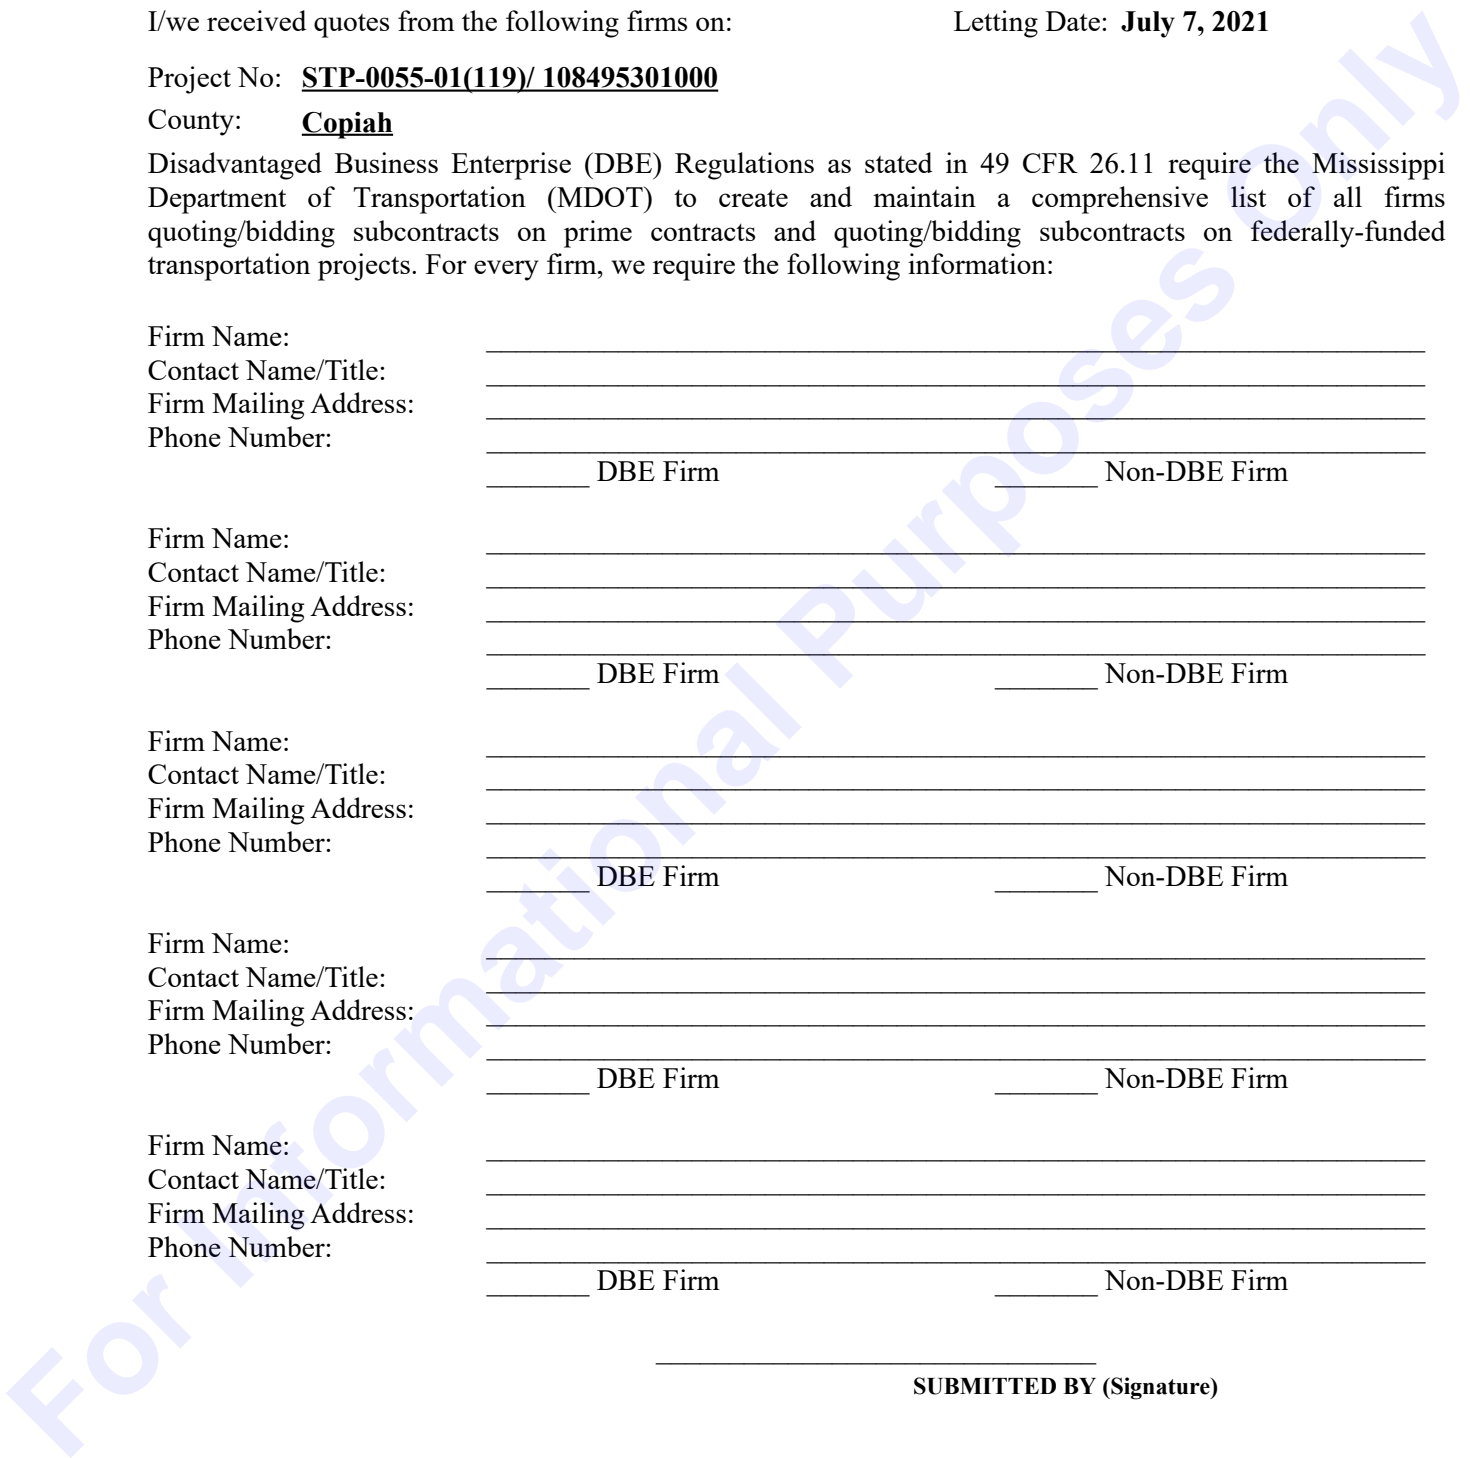 I/we received quotes from the following firms on: Letting Date: July 7, 2021
Project No: STP-0055-01(119)/ 108495301000
County: Copiah
Disadvantaged Business Enterprise (DBE) Regulations as stated in 49 CFR 26.11 require the Mississippi
Department of Transportation (MDOT) to create and maintain a comprehensive list of all firms
quoting/bidding subcontracts on prime contracts and quoting/bidding subcontracts on federally-funded
transportation projects. For every firm, we require the following information:
Firm Name:
Contact Name/Title:
Firm Mailing Address:
Phone Number:
DBE Firm Non-DBE Firm
Firm Name:
Contact Name/Title:
Firm Mailing Address:
Phone Number:
DBE Firm Non-DBE Firm
Firm Name:
Contact Name/Title:
Firm Mailing Address:
Phone Number:
DBE Firm Non-DBE Firm
Firm Name:
Contact Name/Title:
Firm Mailing Address:
Phone Number:
DBE Firm Non-DBE Firm
Firm Name:
Contact Name/Title:
Firm Mailing Address:
Phone Number:
DBE Firm Non-DBE Firm
SUBMITTED BY (Signature)
For Informational Purposes Only